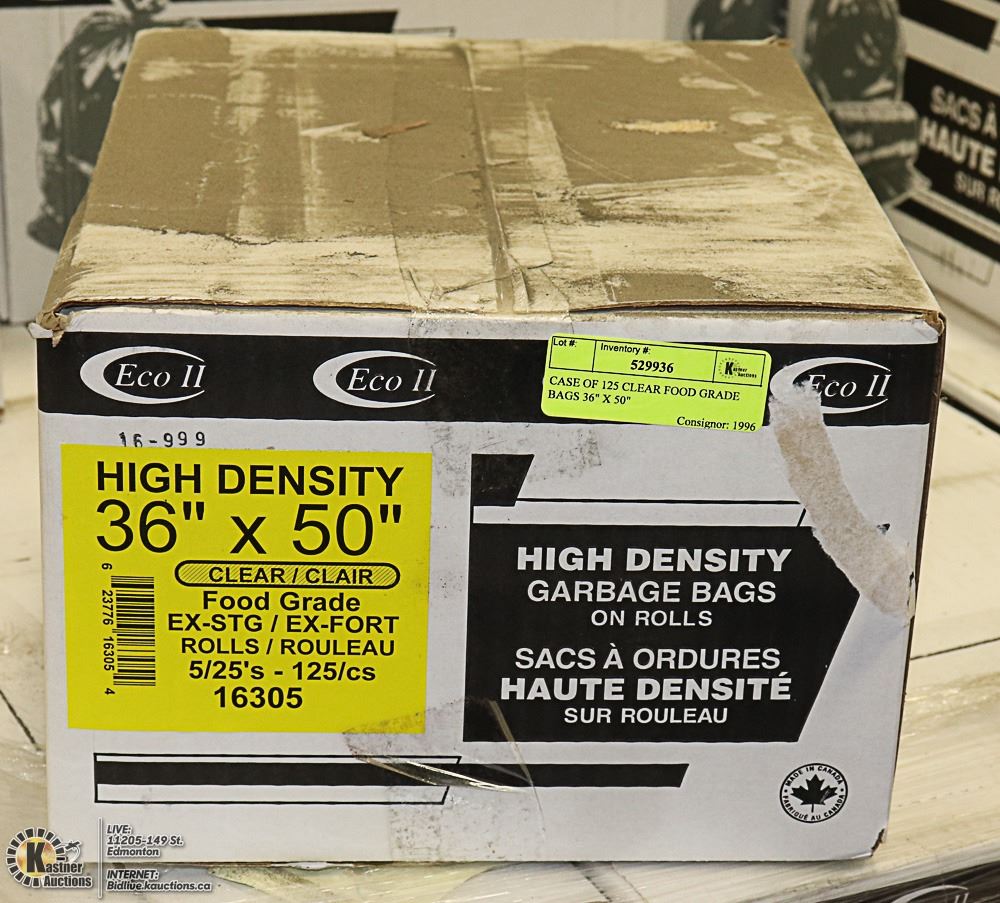 SACS À
HAUTE
SUR R
Eco II
Eco II
Eco II
Lot #:
Inventory #:
529936
Kastner
Auctions
CASE OF 125 CLEAR FOOD GRADE
BAGS 36" X 50"
Consignor: 1996
16-999
HIGH DENSITY
36" x 50"
CLEAR / CLAIR
Food Grade
EX-STG / EX-FORT
ROLLS / ROULEAU
5/25's - 125/cs
16305
6 23776 16305 4
HIGH DENSITY
GARBAGE BAGS
ON ROLLS
SACS À ORDURES
HAUTE DENSITÉ
SUR ROULEAU
MADE IN CANADA
FABRIQUÉ AU CANADA
Kastner
Auctions
LIVE:
11205-149 St.
Edmonton
INTERNET:
Bidlive.kauctions.ca